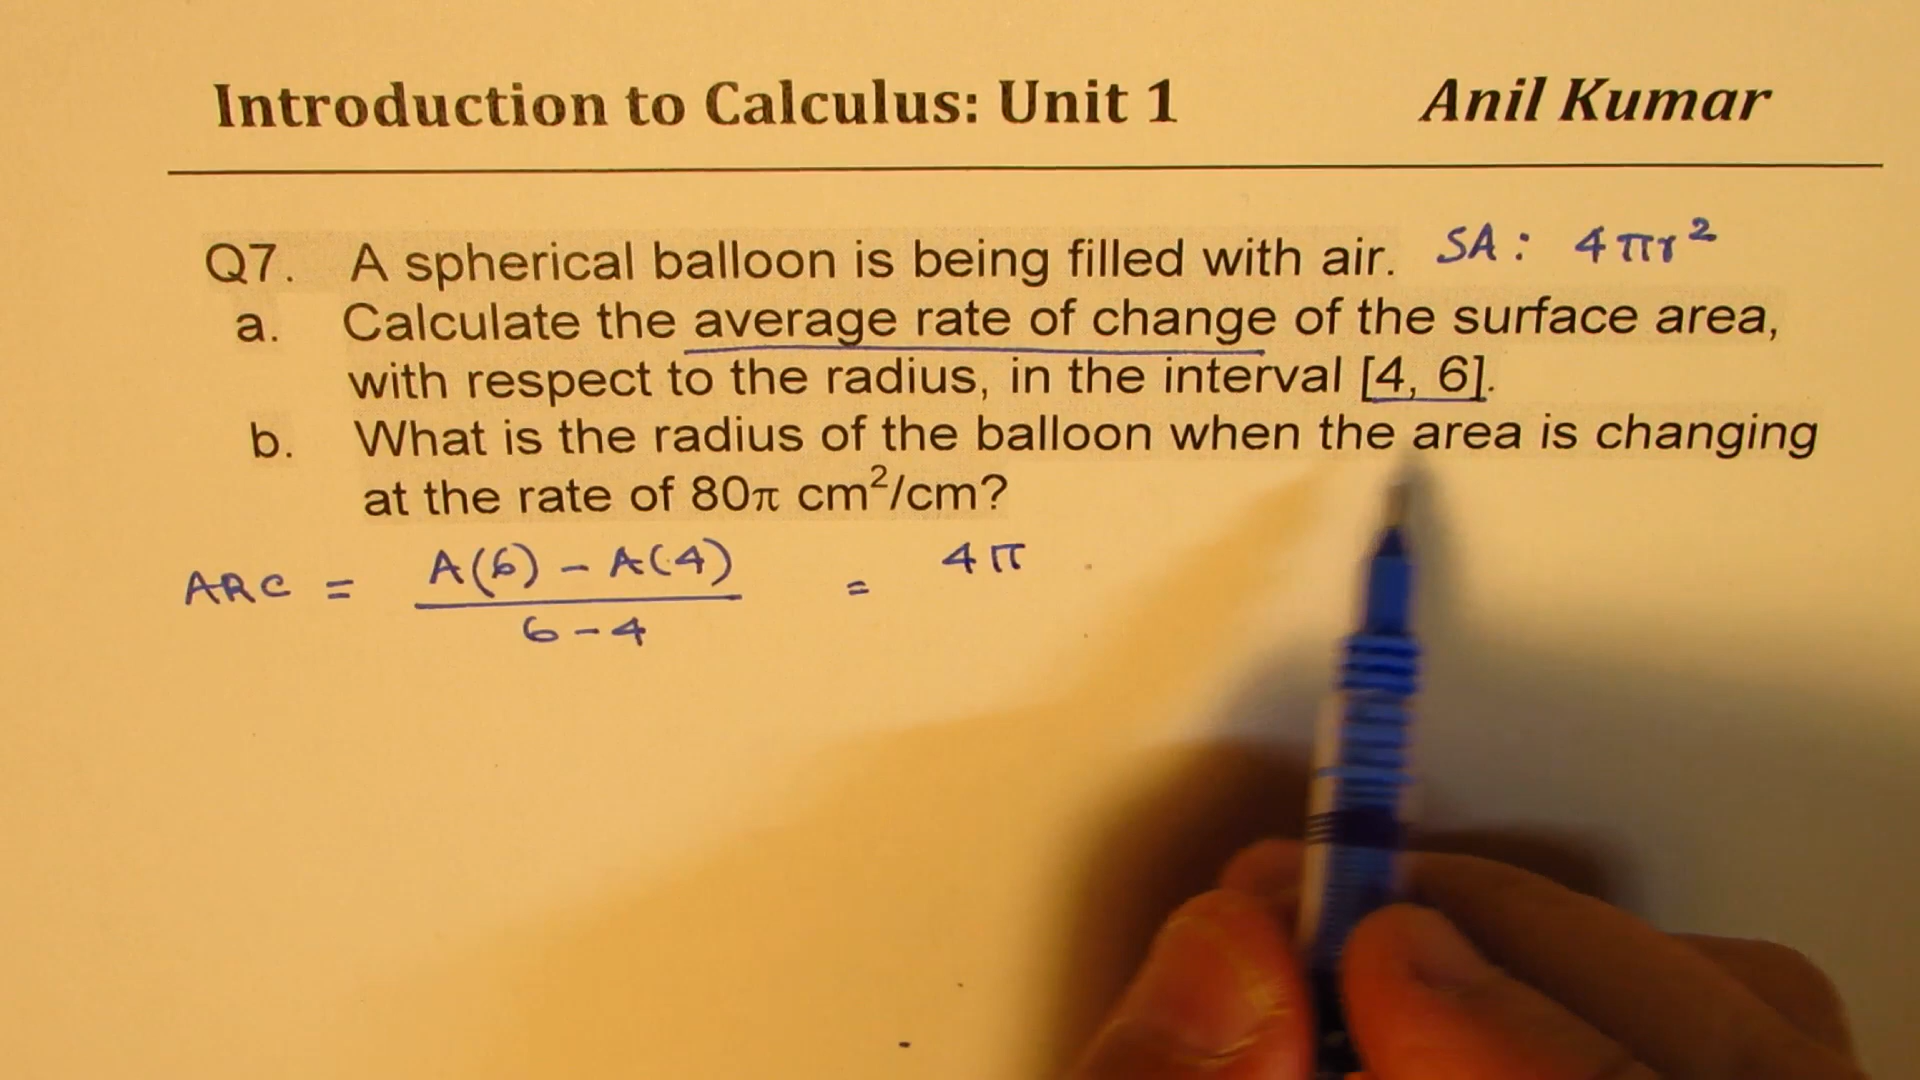 Introduction to Calculus: Unit 1 Anil Kumar
Q7. A spherical balloon is being filled with air. SA: 4πr²
a. Calculate the average rate of change of the surface area,
with respect to the radius, in the interval [4, 6].
b. What is the radius of the balloon when the area is changing
at the rate of 80π cm²/cm?
ARC = A(6) - A(4) = 4π
6 - 4